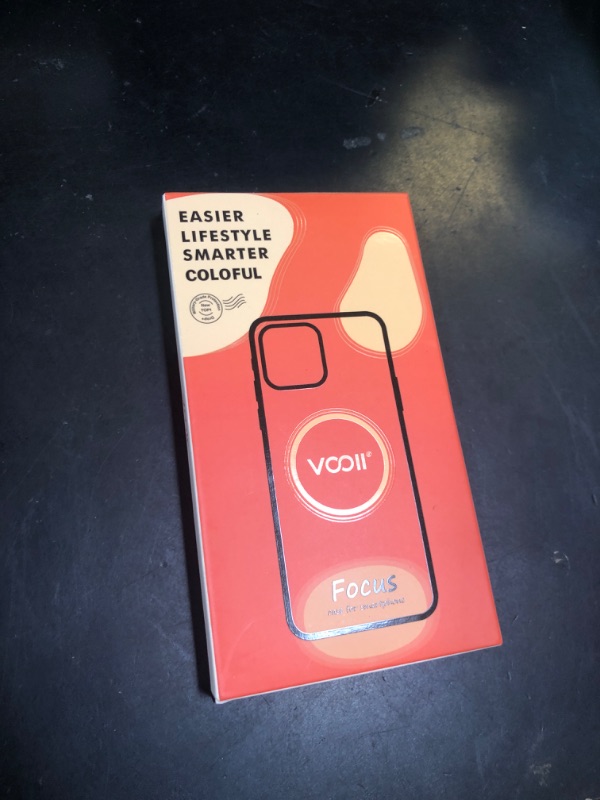 EASIER
LIFESTYLE
SMARTER
COLOFUL
VOOII
Focus